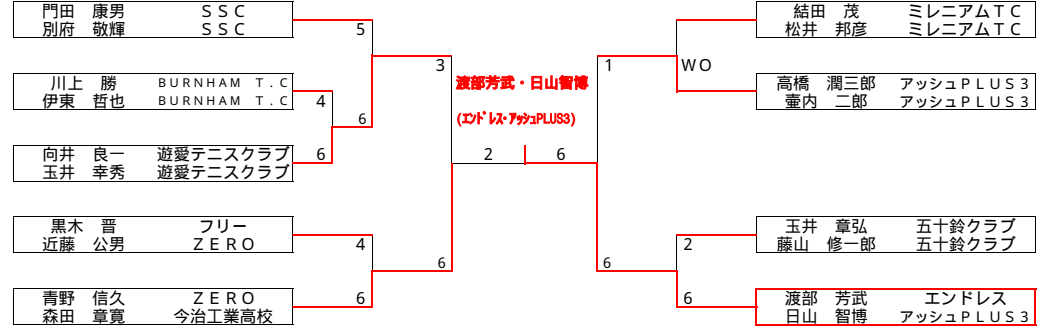 門田　康男　ＳＳＣ
別府　敬輝　ＳＳＣ
5
川上　勝　BURNHAM T.C
伊東　哲也　BURNHAM T.C
4
6
向井　良一　遊愛テニスクラブ
玉井　幸秀　遊愛テニスクラブ
6
3
黒木　晋　フリー
近藤　公男　ＺＥＲＯ
4
6
青野　信久　ＺＥＲＯ
森田　章寛　今治工業高校
6
渡部芳武・日山智博
(ｴﾝﾄﾞﾚｽ・ｱｯｼｭPLUS3)
2　6
結田　茂　ミレニアムＴＣ
松井　邦彦　ミレニアムＴＣ
1
WO
高橋　潤三郎　アッシュＰＬＵＳ３
壷内　二郎　アッシュＰＬＵＳ３
玉井　章弘　五十鈴クラブ
藤山　修一郎　五十鈴クラブ
2
6
渡部　芳武　エンドレス
日山　智博　アッシュＰＬＵＳ３
6